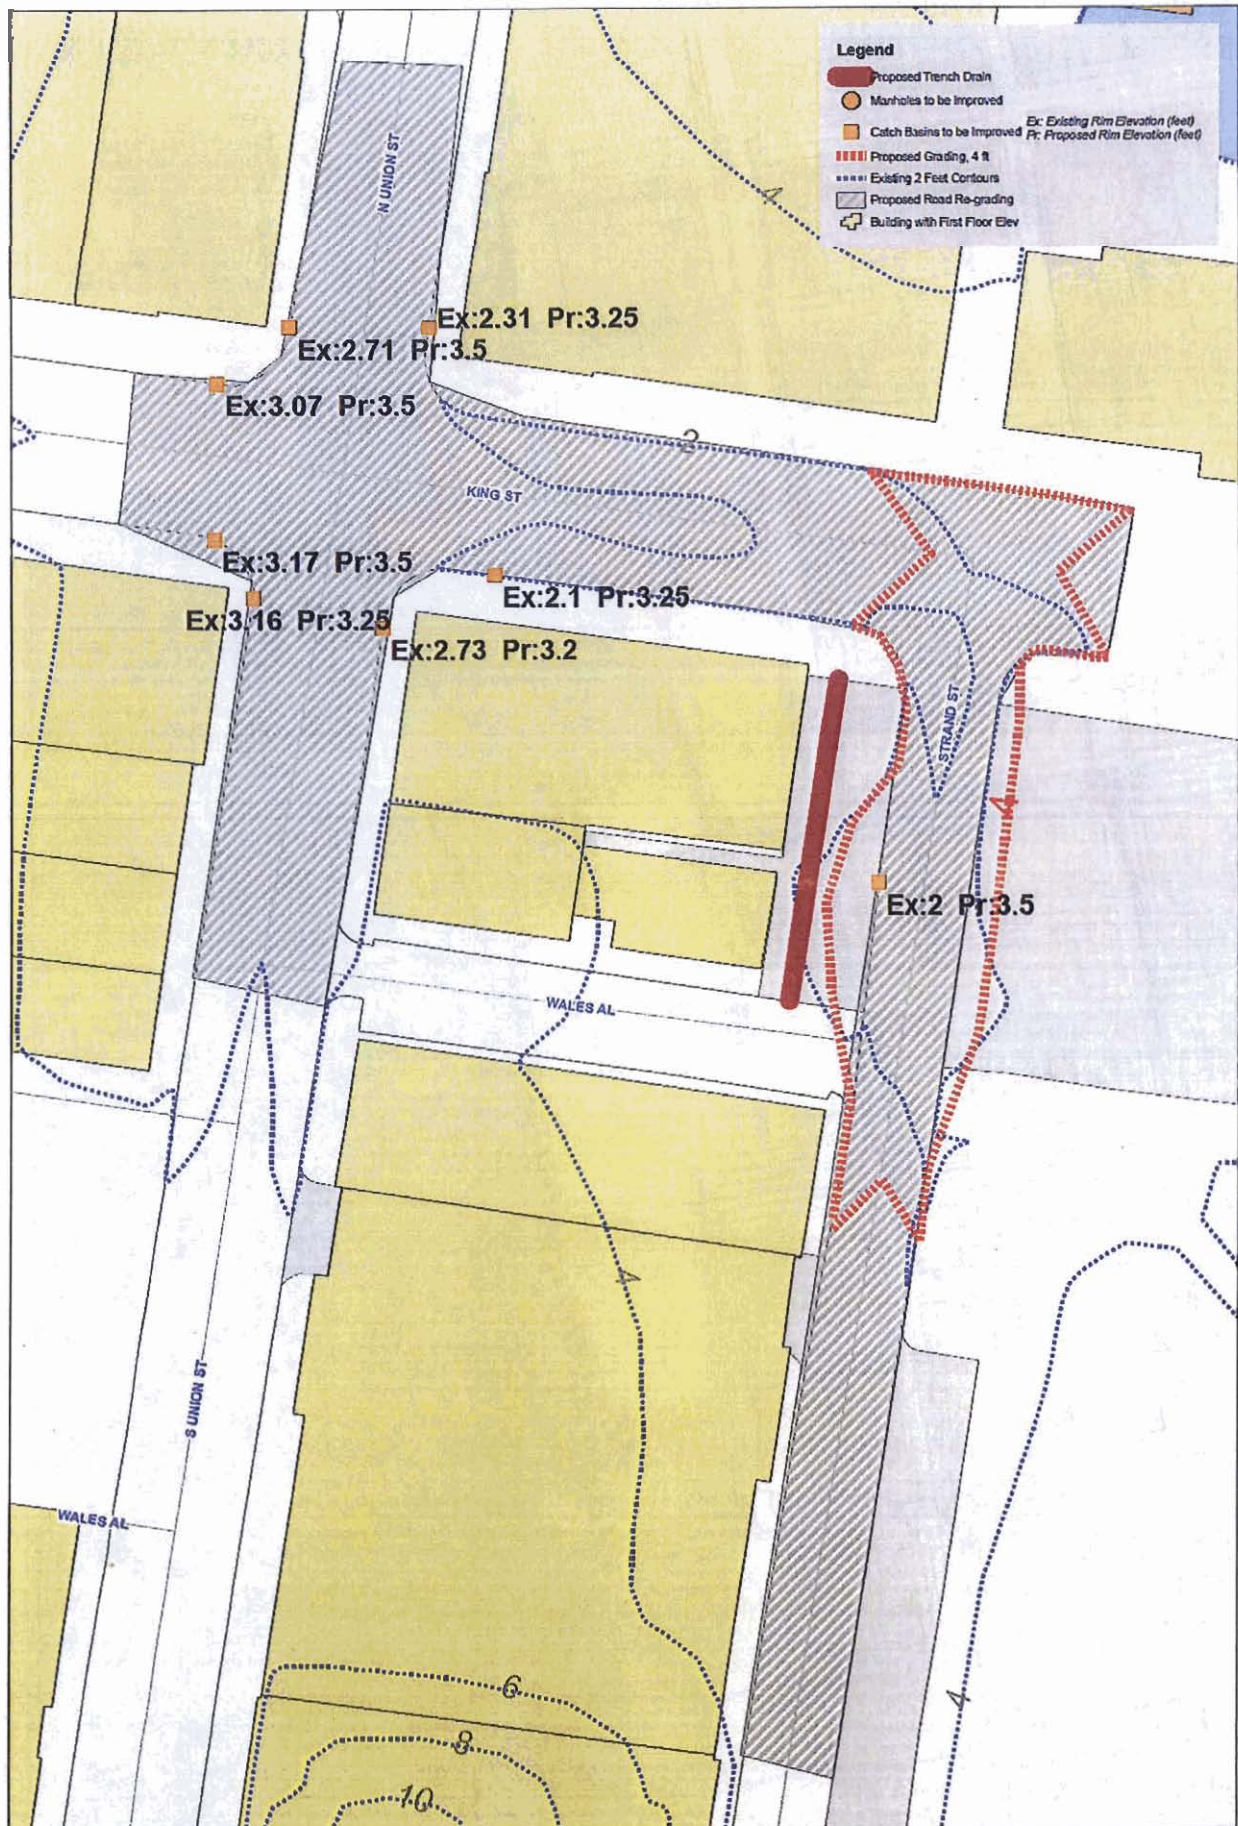 Legend
Proposed Trench Drain
Manholes to be Improved
Catch Basins to be Improved
Ex: Existing Rim Elevation (feet)
Pr: Proposed Rim Elevation (feet)
Proposed Grading, 4 ft
Existing 2 Feet Contours
Proposed Road Re-grading
Building with First Floor Elev
N UNION ST
4
Ex:2.31 Pr:3.25
Ex:2.71 Pr:3.5
Ex:3.07 Pr:3.5
2
KING ST
Ex:3.17 Pr:3.5
Ex:2.1 Pr:3.25
Ex:3.16 Pr:3.25
Ex:2.73 Pr:3.2
STRAND ST
4
Ex:2 Pr:3.5
WALES AL
4
S UNION ST
WALES AL
6
4
8
10